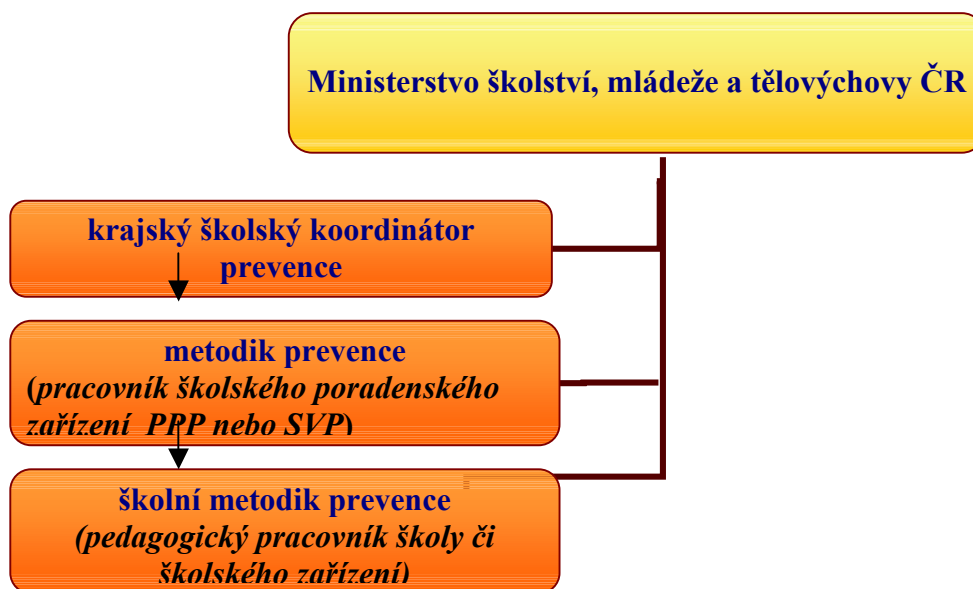 Ministerstvo školství, mládeže a tělovýchovy ČR
krajský školský koordinátor
prevence
metodik prevence
(pracovník školského poradenského
zařízení PPP nebo SVP)
školní metodik prevence
(pedagogický pracovník školy či
školského zařízení)